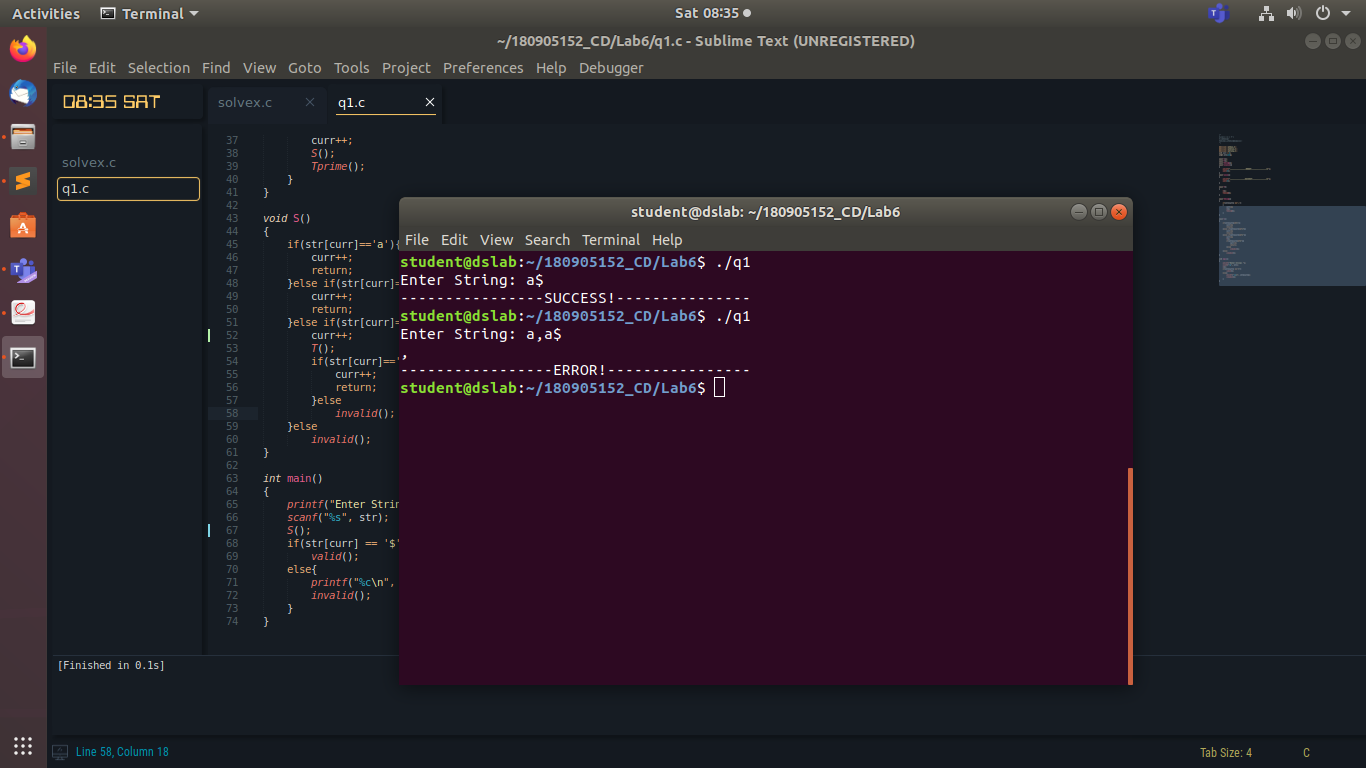 Activities Terminal Sat 08:35
~/180905152_CD/Lab6/q1.c - Sublime Text (UNREGISTERED)
File Edit Selection Find View Goto Tools Project Preferences Help Debugger
08:35 SAT
solvex.c
q1.c
solvex.c
q1.c
37 curr++;
38 S();
39 Tprime();
40 }
41 }
42
43 void S()
44 {
45 if(str[curr]=='a'){
46 curr++;
47 return;
48 }else if(str[curr]=
49 curr++;
50 return;
51 }else if(str[curr]=
52 curr++;
53 T();
54 if(str[curr]=='
55 curr++;
56 return;
57 }else
58 invalid();
59 }else
60 invalid();
61 }
62
63 int main()
64 {
65 printf("Enter Strin
66 scanf("%s", str);
67 S();
68 if(str[curr] == '$'
69 valid();
70 else{
71 printf("%c\n",
72 invalid();
73 }
74 }
student@dslab: ~/180905152_CD/Lab6
File Edit View Search Terminal Help
student@dslab:~/180905152_CD/Lab6$ ./q1
Enter String: a$
----------------SUCCESS!---------------
student@dslab:~/180905152_CD/Lab6$ ./q1
Enter String: a,a$
,
-----------------ERROR!----------------
student@dslab:~/180905152_CD/Lab6$
[Finished in 0.1s]
Line 58, Column 18
Tab Size: 4
C